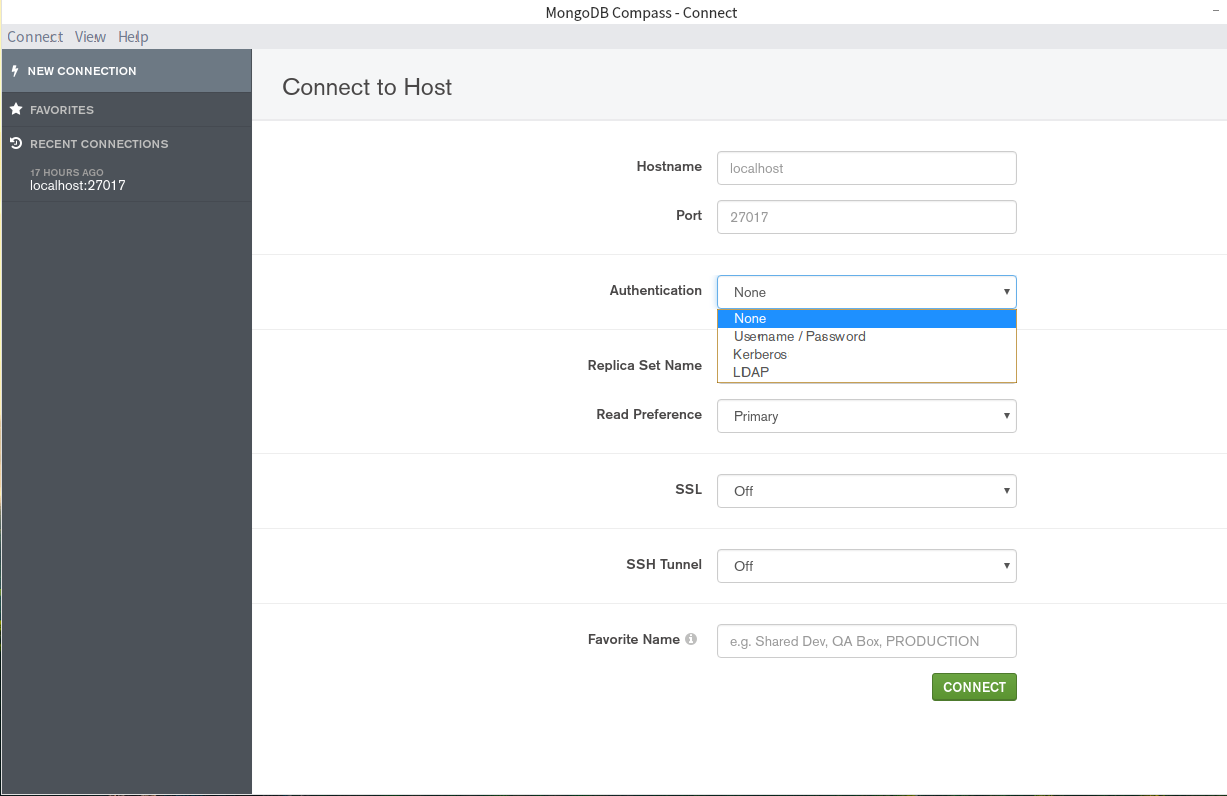 MongoDB Compass - Connect
Connect View Help
NEW CONNECTION
FAVORITES
RECENT CONNECTIONS
17 HOURS AGO
localhost:27017
Connect to Host
Hostname localhost
Port 27017
Authentication None
None
Username / Password
Kerberos
LDAP
Replica Set Name
Read Preference Primary
SSL Off
SSH Tunnel Off
Favorite Name e.g. Shared Dev, QA Box, PRODUCTION
CONNECT